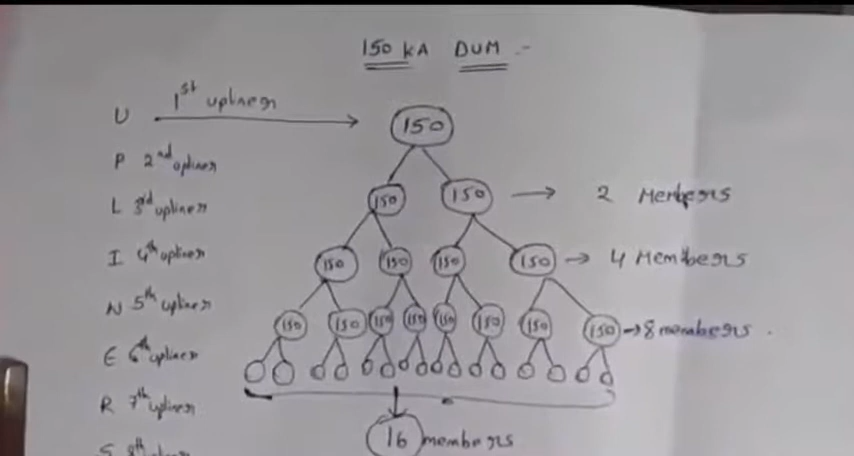 150 KA DUM :-
U 1st upliner
150
P 2nd upliner
L 3rd upliner
150 150 → 2 Members
I 4th upliner
150 150 150 150 → 4 Members
N 5th upliner
150 150 150 150 150 150 150 150 → 8 members.
E 6th upliner
R 7th upliner
16 members
S 8th